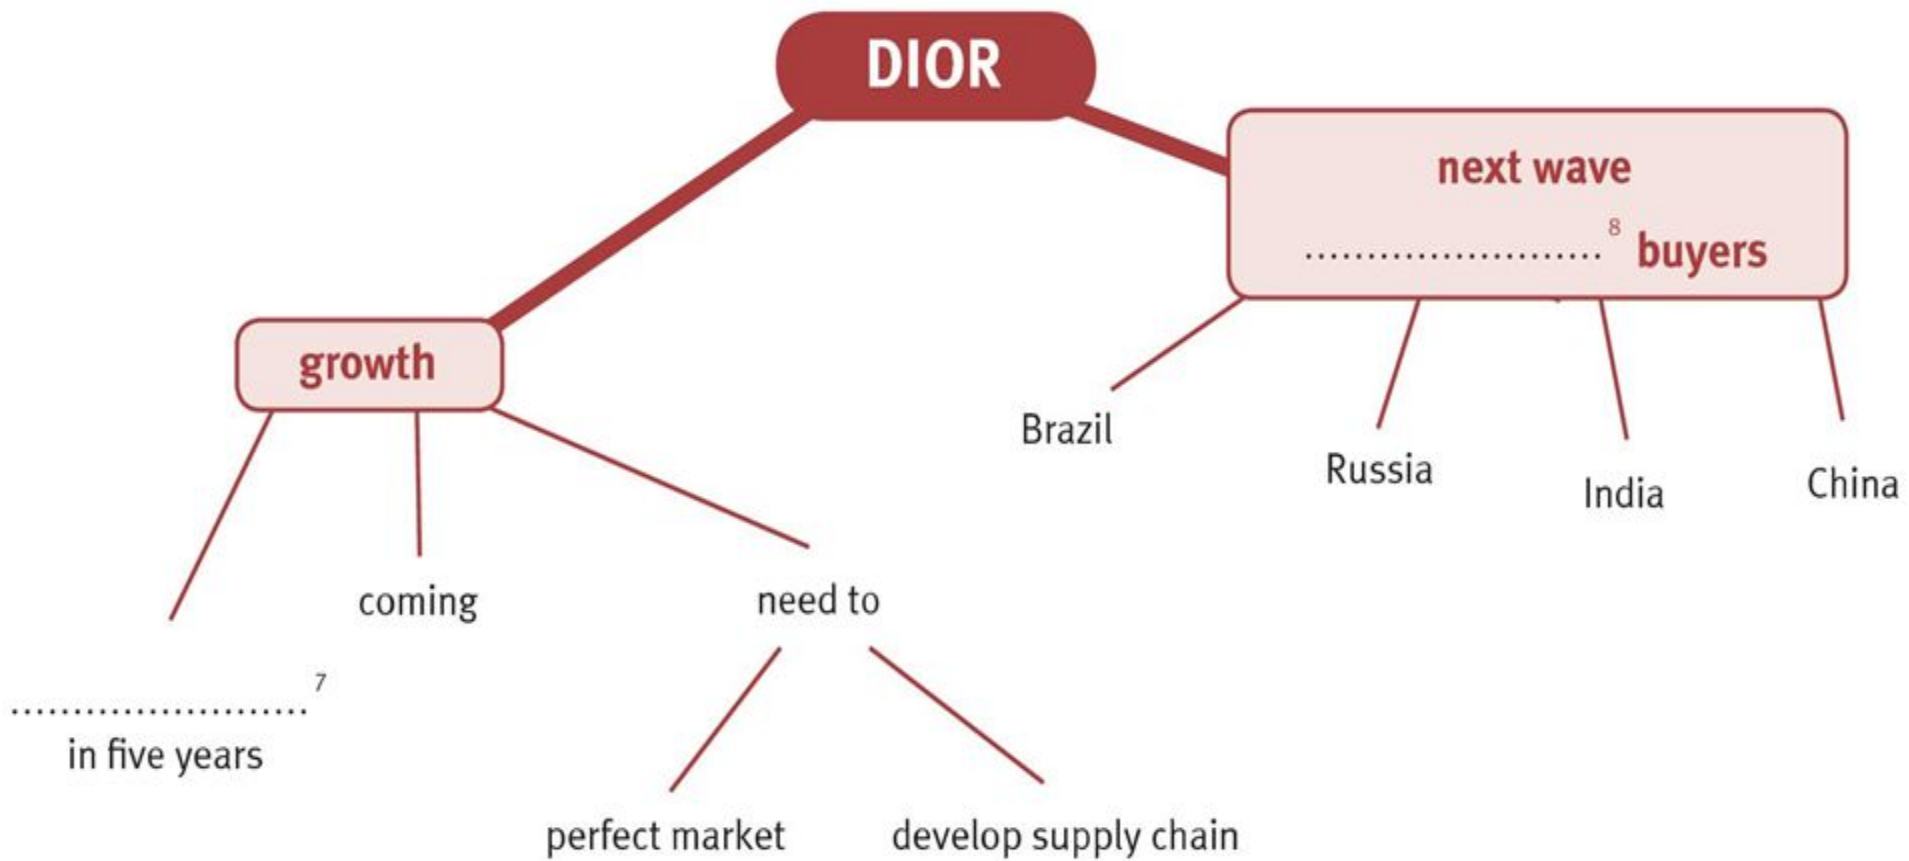 DIOR
next wave
........................ 8 buyers
growth
Brazil
Russia
India
China
coming
need to
........................ 7
in five years
perfect market
develop supply chain